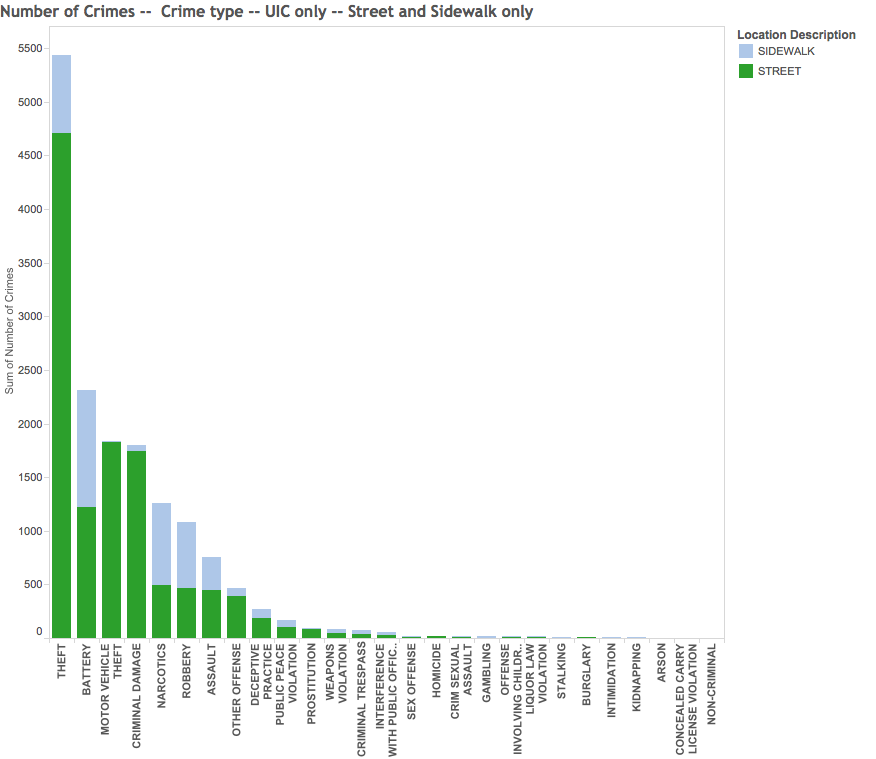 Number of Crimes -- Crime type -- UIC only -- Street and Sidewalk only
Location Description
SIDEWALK
STREET
Sum of Number of Crimes
5500
5000
4500
4000
3500
3000
2500
2000
1500
1000
500
0
THEFT
BATTERY
MOTOR VEHICLE
THEFT
CRIMINAL DAMAGE
NARCOTICS
ROBBERY
ASSAULT
OTHER OFFENSE
DECEPTIVE
PRACTICE
PUBLIC PEACE
VIOLATION
PROSTITUTION
WEAPONS
VIOLATION
CRIMINAL TRESPASS
INTERFERENCE
WITH PUBLIC OFFIC..
SEX OFFENSE
HOMICIDE
CRIM SEXUAL
ASSAULT
GAMBLING
OFFENSE
INVOLVING CHILDR..
LIQUOR LAW
VIOLATION
STALKING
BURGLARY
INTIMIDATION
KIDNAPPING
ARSON
CONCEALED CARRY
LICENSE VIOLATION
NON-CRIMINAL